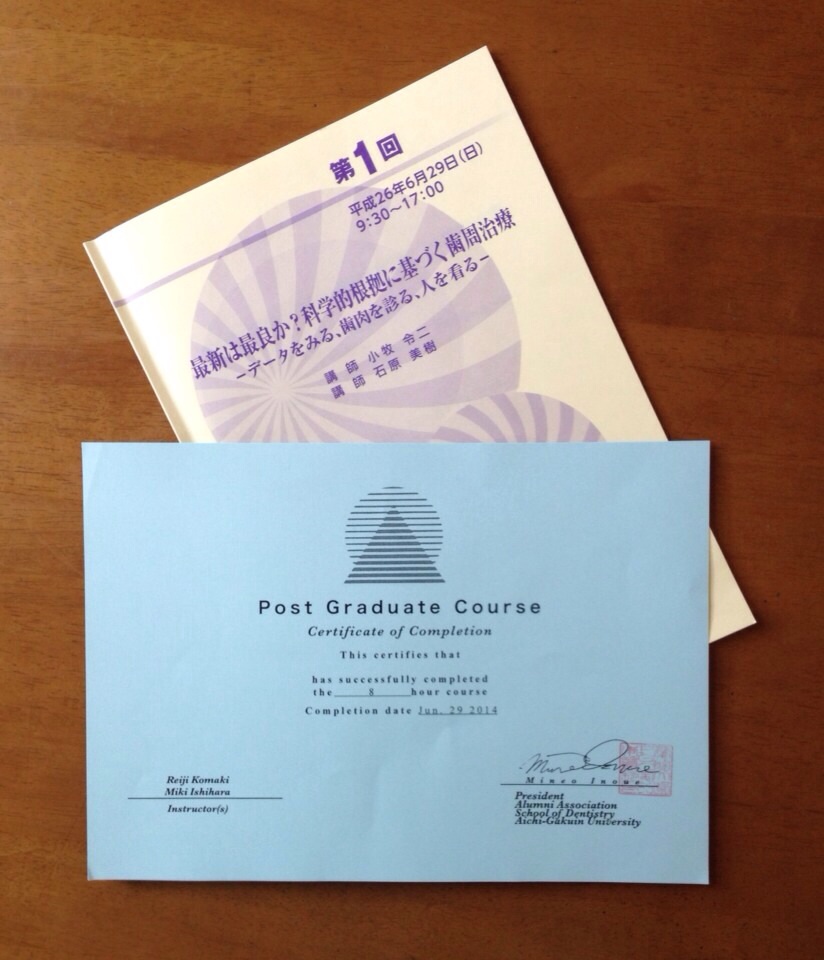 第1回
平成26年6月29日(日)
9:30~17:00
最新は最良か?科学的根拠に基づく歯周治療
ーデータをみる、歯肉を診る、人を看るー
講師 小牧 令二
講師 石原 美樹
Post Graduate Course
Certificate of Completion
This certifies that
has successfully completed
the 8 hour course
Completion date Jun. 29 2014
Reiji Komaki
Miki Ishihara
Instructor(s)
Mineo Inoue
Mineo Inoue
President
Alumni Association
School of Dentistry
Aichi-Gakuin University